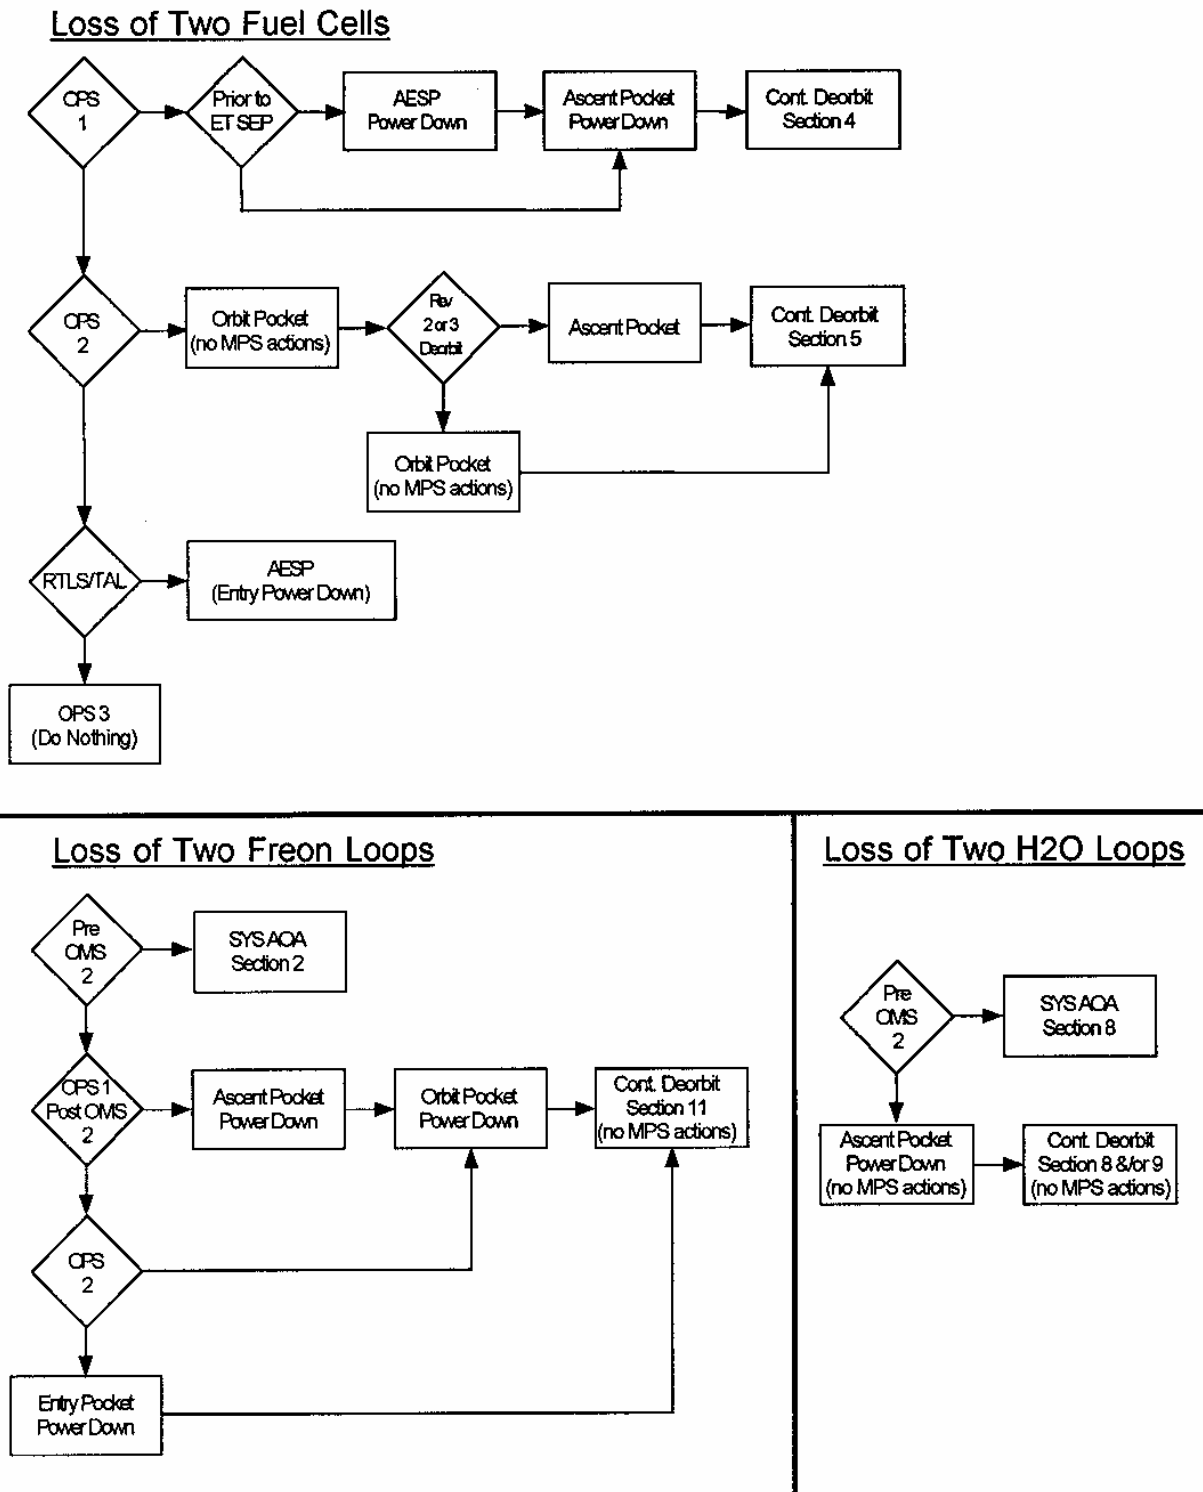 Loss of Two Fuel Cells
OPS
1
Prior to
ET SEP
AESP
Power Down
Ascent Pocket
Power Down
Cont. Deorbit
Section 4
OPS
2
Orbit Pocket
(no MPS actions)
Rev
2 or 3
Deorbit
Ascent Pocket
Cont. Deorbit
Section 5
Orbit Pocket
(no MPS actions)
RTLS/TAL
AESP
(Entry Power Down)
OPS 3
(Do Nothing)
Loss of Two Freon Loops
Pre
OMS
2
SYS AOA
Section 2
OPS 1
Post OMS
2
Ascent Pocket
Power Down
Orbit Pocket
Power Down
Cont. Deorbit
Section 11
(no MPS actions)
OPS
2
Entry Pocket
Power Down
Loss of Two H2O Loops
Pre
OMS
2
SYS AOA
Section 8
Ascent Pocket
Power Down
(no MPS actions)
Cont. Deorbit
Section 8 &/or 9
(no MPS actions)